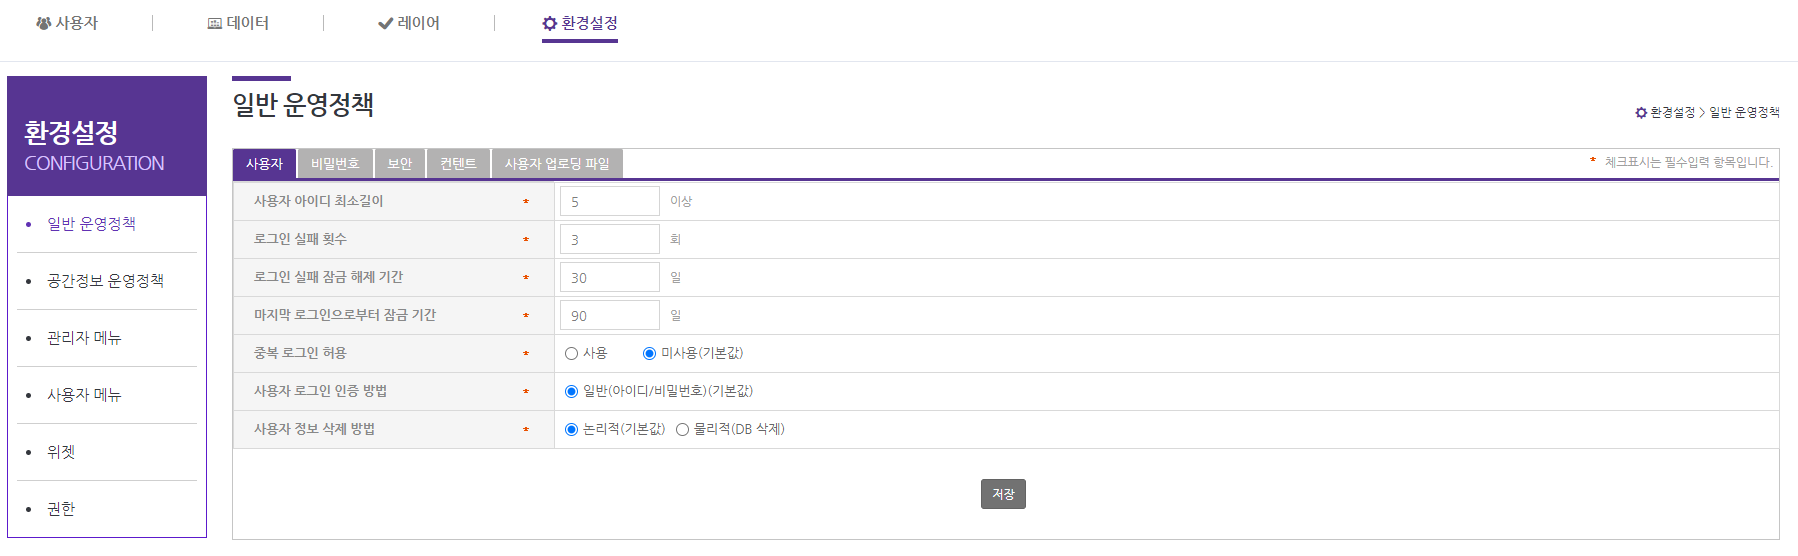 사용자
데이터
레이어
환경설정
환경설정
CONFIGURATION
일반 운영정책
공간정보 운영정책
관리자 메뉴
사용자 메뉴
위젯
권한
일반 운영정책
환경설정 > 일반 운영정책
사용자 비밀번호 보안 컨텐트 사용자 업로딩 파일
* 체크표시는 필수입력 항목입니다.
사용자 아이디 최소길이 * 5 이상
로그인 실패 횟수 * 3 회
로그인 실패 잠금 해제 기간 * 30 일
마지막 로그인으로부터 잠금 기간 * 90 일
중복 로그인 허용 * 사용 미사용(기본값)
사용자 로그인 인증 방법 * 일반(아이디/비밀번호)(기본값)
사용자 정보 삭제 방법 * 논리적(기본값) 물리적(DB 삭제)
저장